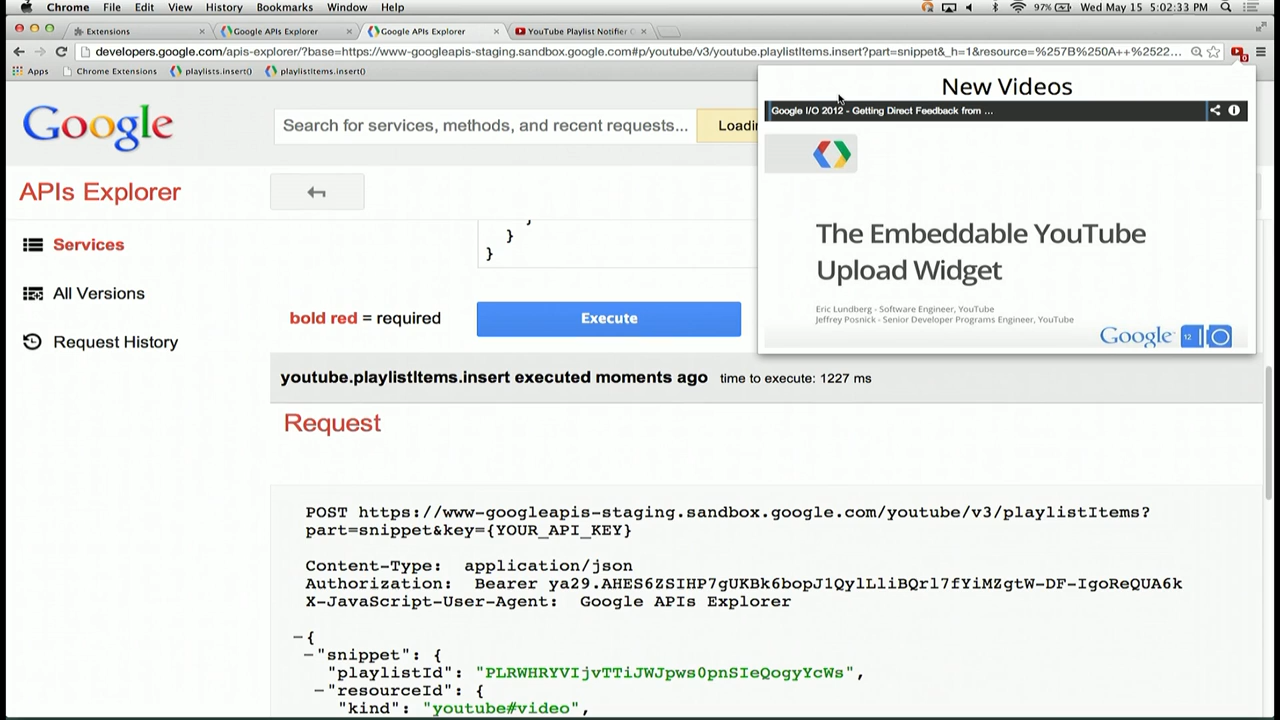 Chrome File Edit View History Bookmarks Window Help 97% Wed May 15 5:02:33 PM
Extensions Google APIs Explorer Google APIs Explorer YouTube Playlist Notifier
developers.google.com/apis-explorer/?base=https://www-googleapis-staging.sandbox.google.com#p/youtube/v3/youtube.playlistItems.insert?part=snippet&_h=1&resource=%257B%250A++%2522...
Apps Chrome Extensions playlists.insert() playlistItems.insert()
New Videos
Google I/O 2012 - Getting Direct Feedback from ...
Google
Search for services, methods, and recent requests... Loadin
The Embeddable YouTube
Upload Widget
Eric Lundberg - Software Engineer, YouTube
Jeffrey Posnick - Senior Developer Programs Engineer, YouTube
Google 12 IO
APIs Explorer
Services
All Versions
Request History
}
}
bold red = required
Execute
youtube.playlistItems.insert executed moments ago time to execute: 1227 ms
Request
POST https://www-googleapis-staging.sandbox.google.com/youtube/v3/playlistItems?
part=snippet&key={YOUR_API_KEY}
Content-Type: application/json
Authorization: Bearer ya29.AHES6ZSIHP7gUKBk6bopJ1QylLliBQrl7fYiMZgtW-DF-IgoReQUA6k
X-JavaScript-User-Agent: Google APIs Explorer
−{
−"snippet": {
"playlistId": "PLRWHRYVIjvTTiJWJpws0pnSIeQogyYcWs",
−"resourceId": {
"kind": "youtube#video",